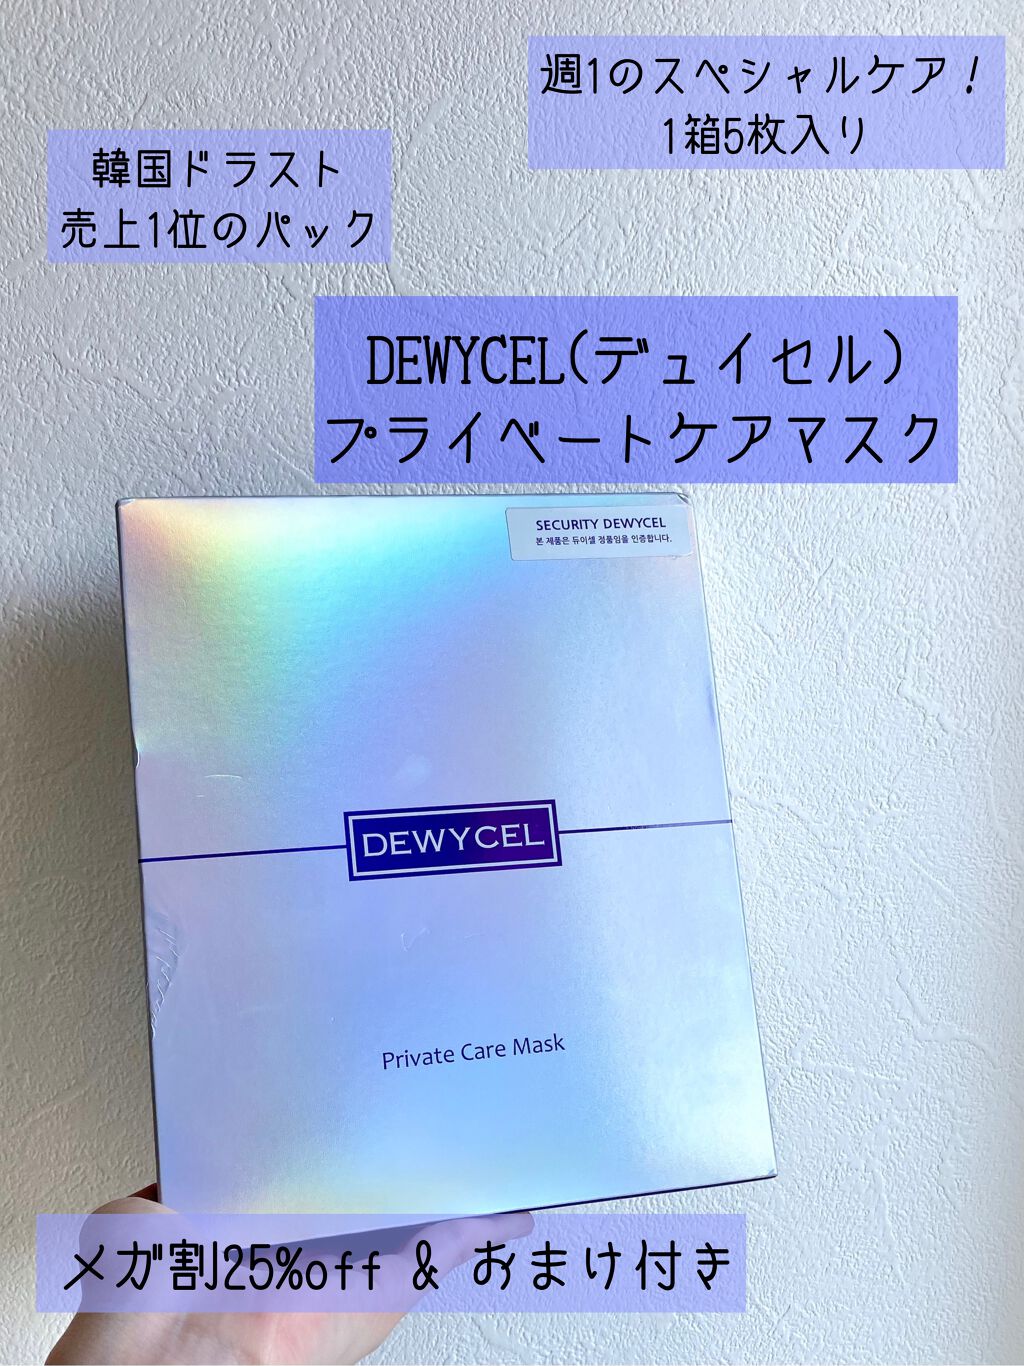 週1のスペシャルケア！
1箱5枚入り
韓国ドラスト
売上1位のパック
DEWYCEL(デュイセル)
プライベートケアマスク
SECURITY DEWYCEL
본 제품은 듀이셀 정품임을 인증합니다.
DEWYCEL
Private Care Mask
メガ割25%off & おまけ付き